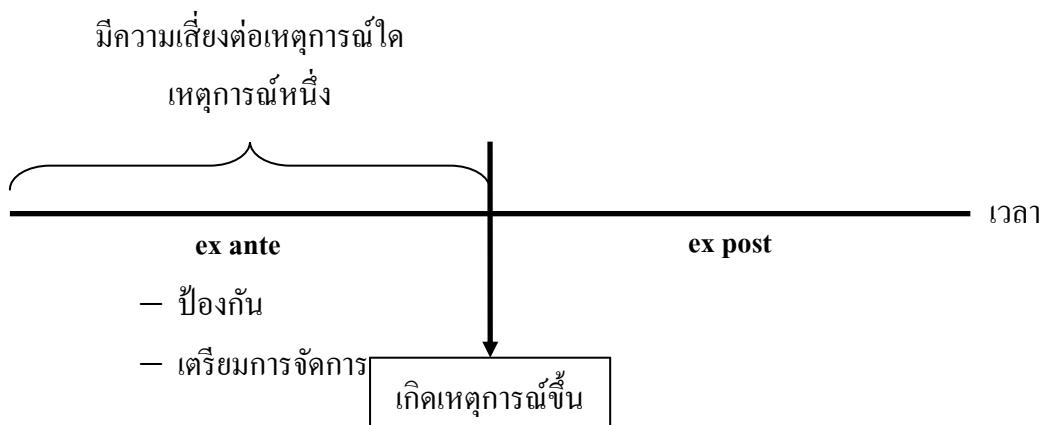 มีความเสี่ยงต่อเหตุการณ์ใด
เหตุการณ์หนึ่ง
เวลา
ex ante
ex post
– ป้องกัน
– เตรียมการจัดการ
เกิดเหตุการณ์ขึ้น